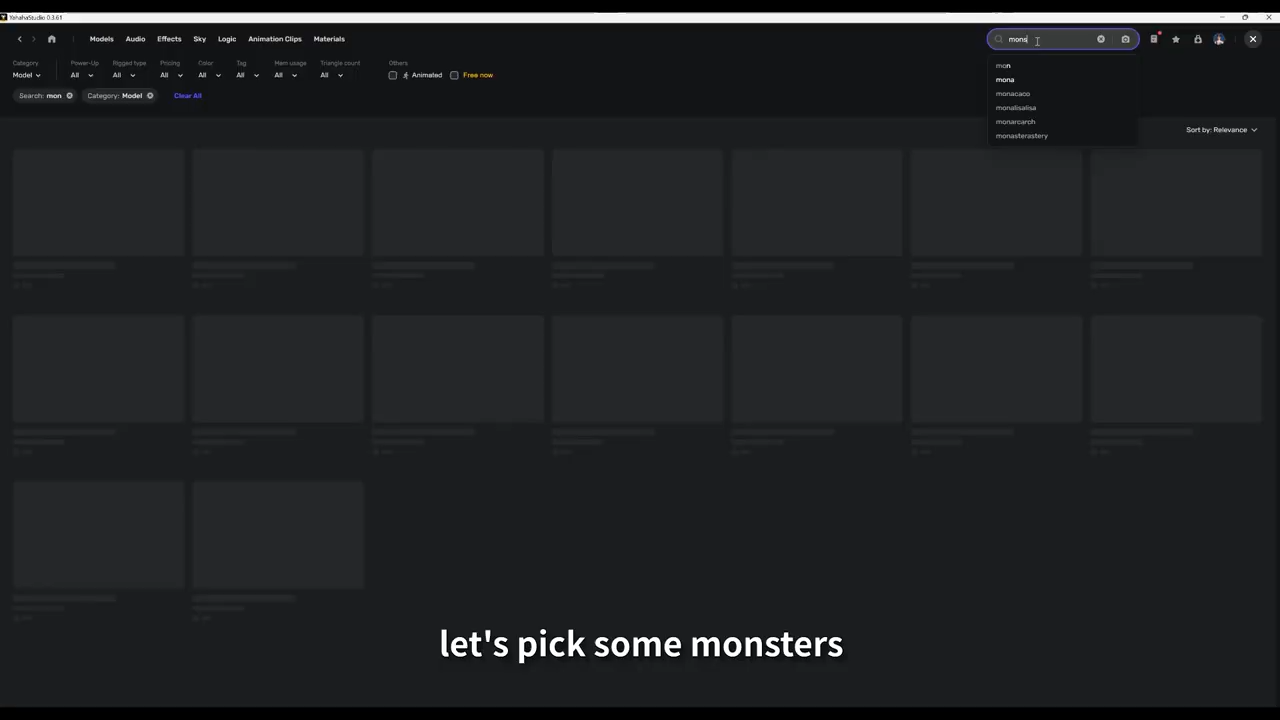 YahahaStudio 0.3.61
Models Audio Effects Sky Logic Animation Clips Materials
mons
Category Power-Up Rigged type Pricing Color Tag Mem usage Triangle count Others
Model All All All All All All All Animated Free now
Search: mon Category: Model Clear All
mon
mona
monacaco
monalisalisa
monarcarch
monasterastery
Sort by: Relevance
let's pick some monsters